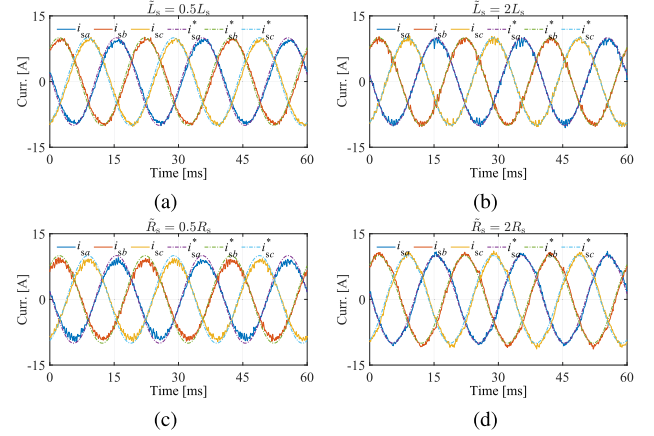 L̃s = 0.5Ls
L̃s = 2Ls
isa isb isc i*sa i*sb i*sc
isa isb isc i*sa i*sb i*sc
15
0
-15
Curr. [A]
0 15 30 45 60
Time [ms]
15
0
-15
Curr. [A]
0 15 30 45 60
Time [ms]
(a)
(b)
R̃s = 0.5Rs
R̃s = 2Rs
isa isb isc i*sa i*sb i*sc
isa isb isc i*sa i*sb i*sc
15
0
-15
Curr. [A]
0 15 30 45 60
Time [ms]
15
0
-15
Curr. [A]
0 15 30 45 60
Time [ms]
(c)
(d)